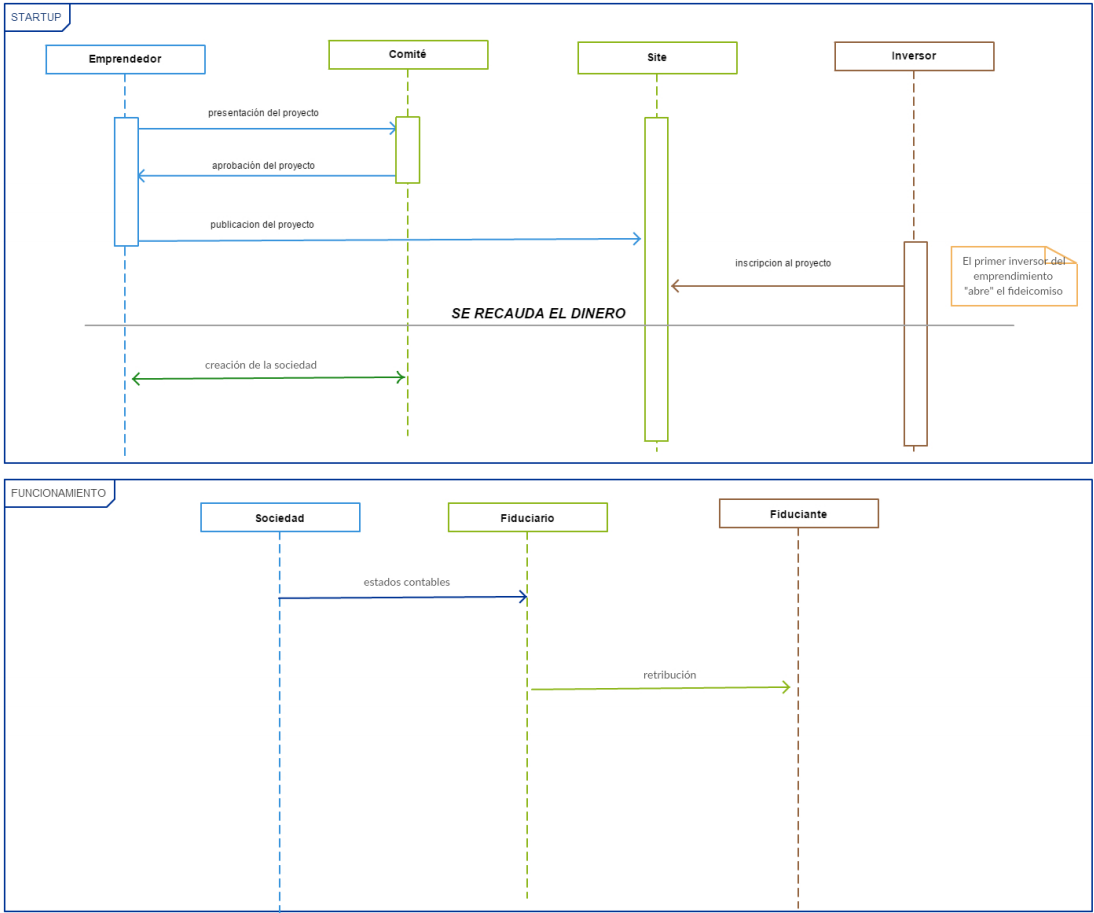 STARTUP
Emprendedor
Comité
Site
Inversor
presentación del proyecto
aprobación del proyecto
publicacion del proyecto
inscripcion al proyecto
El primer inversor del
emprendimiento
"abre" el fideicomiso
SE RECAUDA EL DINERO
creación de la sociedad
FUNCIONAMIENTO
Sociedad
Fiduciario
Fiduciante
estados contables
retribución